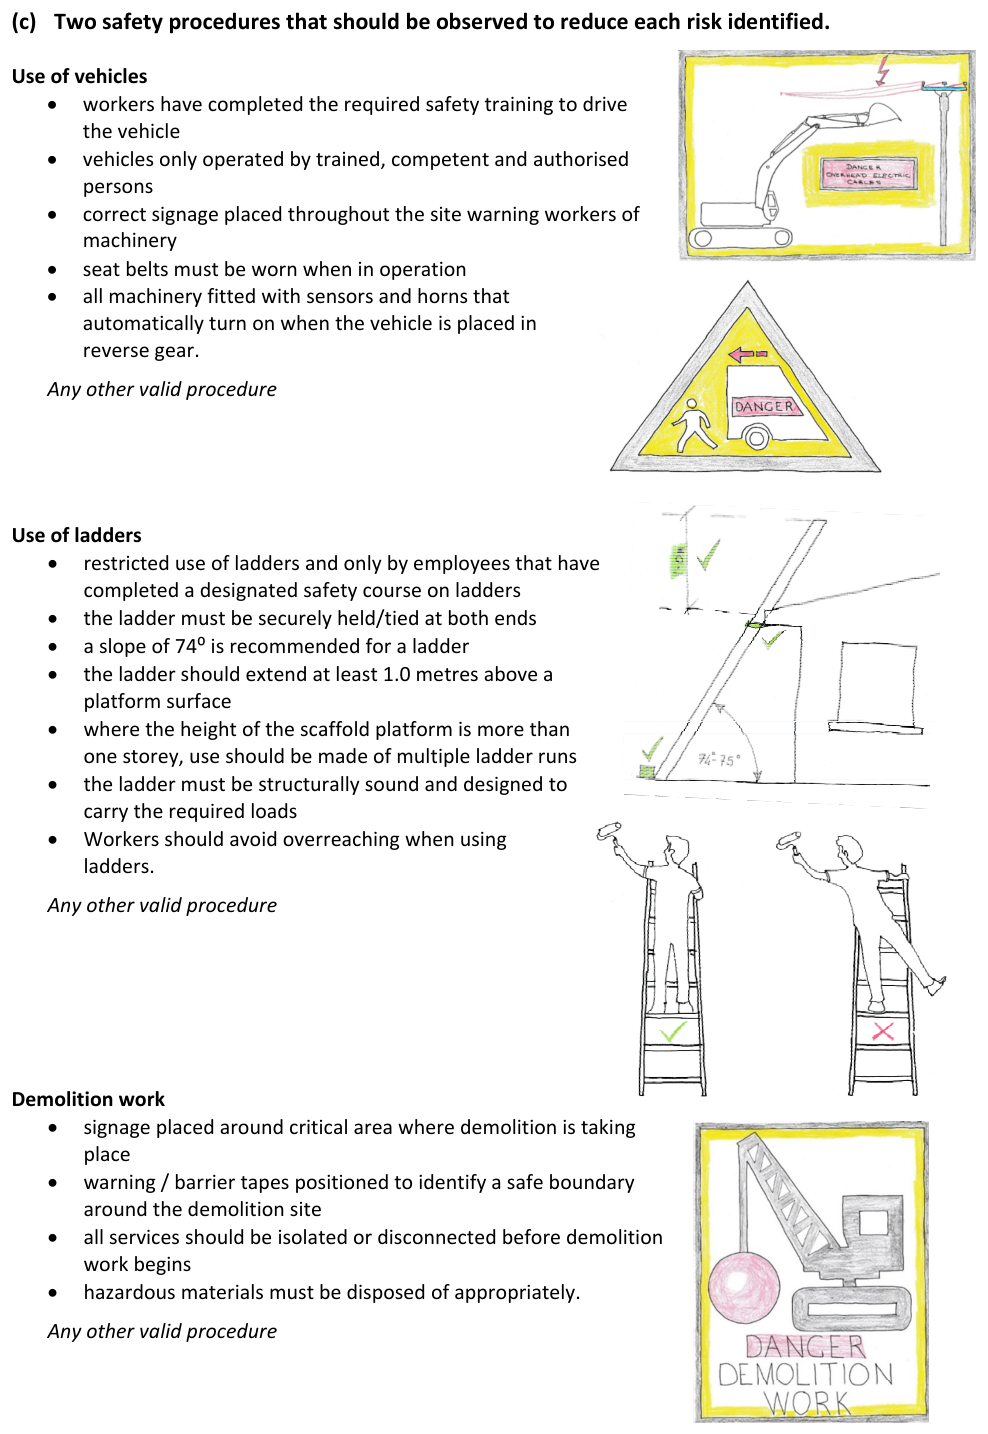 (c) Two safety procedures that should be observed to reduce each risk identified.
Use of vehicles
• workers have completed the required safety training to drive
the vehicle
• vehicles only operated by trained, competent and authorised
persons
• correct signage placed throughout the site warning workers of
machinery
• seat belts must be worn when in operation
• all machinery fitted with sensors and horns that
automatically turn on when the vehicle is placed in
reverse gear.
Any other valid procedure
DANGER
OVERHEAD ELECTRIC
CABLES
DANGER
Use of ladders
• restricted use of ladders and only by employees that have
completed a designated safety course on ladders
• the ladder must be securely held/tied at both ends
• a slope of 74⁰ is recommended for a ladder
• the ladder should extend at least 1.0 metres above a
platform surface
• where the height of the scaffold platform is more than
one storey, use should be made of multiple ladder runs
• the ladder must be structurally sound and designed to
carry the required loads
• Workers should avoid overreaching when using
ladders.
Any other valid procedure
74°-75°
Demolition work
• signage placed around critical area where demolition is taking
place
• warning / barrier tapes positioned to identify a safe boundary
around the demolition site
• all services should be isolated or disconnected before demolition
work begins
• hazardous materials must be disposed of appropriately.
Any other valid procedure
DANGER
DEMOLITION
WORK